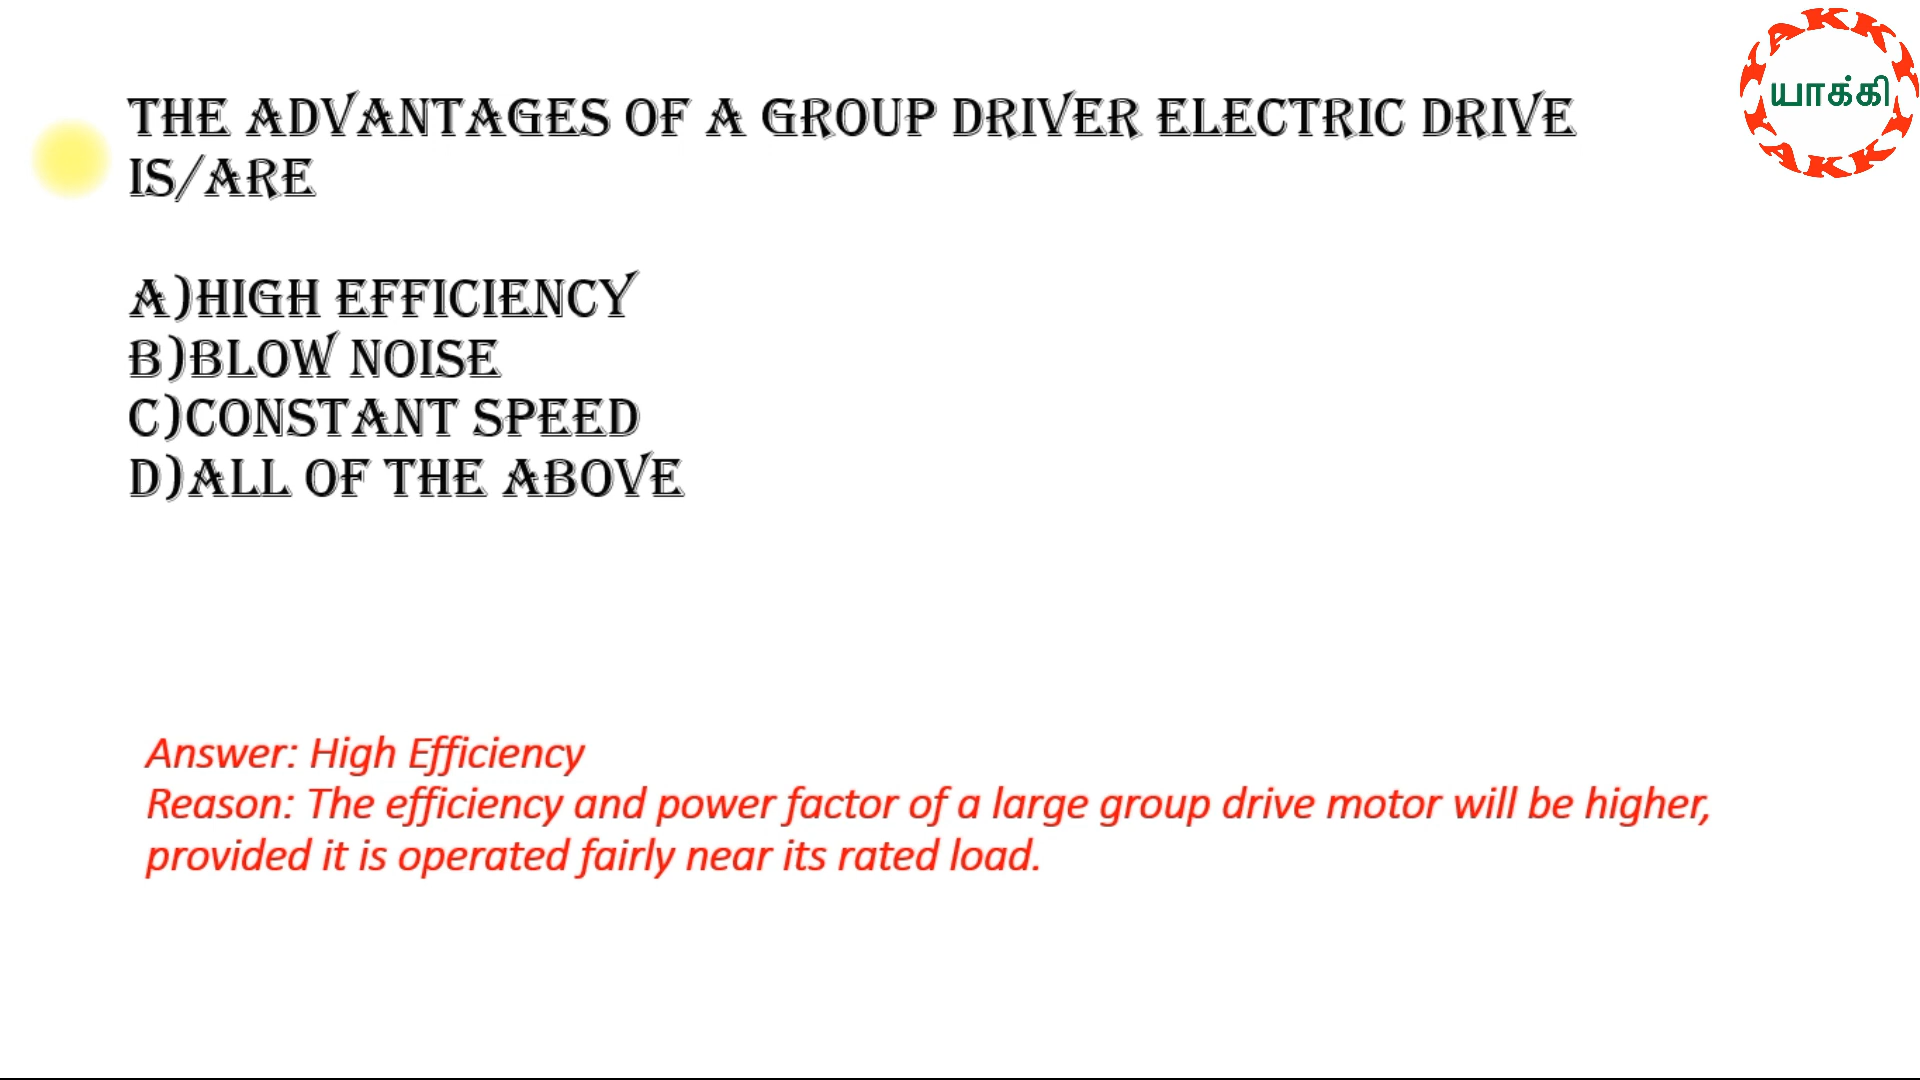 THE ADVANTAGES OF A GROUP DRIVER ELECTRIC DRIVE
IS/ARE
A)HIGH EFFICIENCY
B)BLOW NOISE
C)CONSTANT SPEED
D)ALL OF THE ABOVE
Answer: High Efficiency
Reason: The efficiency and power factor of a large group drive motor will be higher,
provided it is operated fairly near its rated load.
யாக்கி